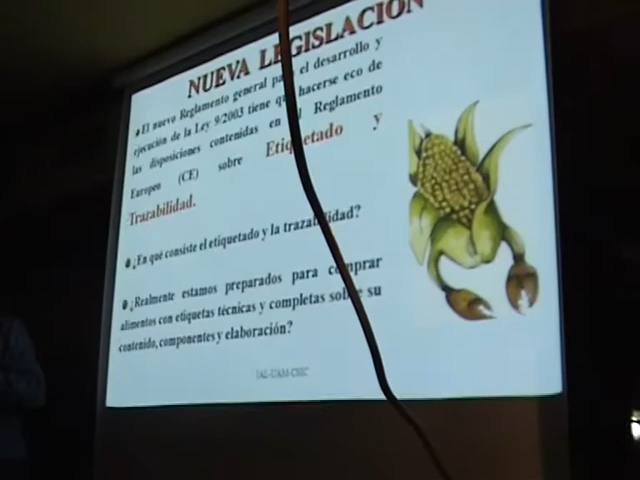 NUEVA LEGISLACIÓN
El nuevo Reglamento general para el desarrollo y
ejecución de la Ley 9/2003 tiene que hacerse eco de
las disposiciones contenidas en el Reglamento
Europeo (CE) sobre Etiquetado y
Trazabilidad.
¿En qué consiste el etiquetado y la trazabilidad?
¿Realmente estamos preparados para comprar
alimentos con etiquetas técnicas y completas sobre su
contenido, componentes y elaboración?
IAL-UAM-CSIC